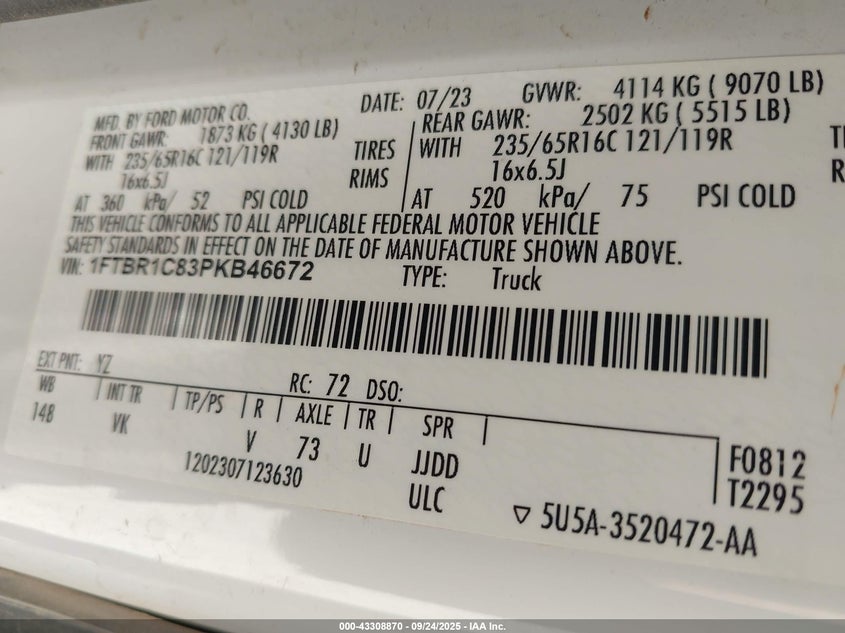 MFD. BY FORD MOTOR CO.
DATE: 07/23 GVWR: 4114 KG ( 9070 LB)
FRONT GAWR: 1873 KG ( 4130 LB) REAR GAWR: 2502 KG ( 5515 LB)
WITH 235/65R16C 121/119R TIRES WITH 235/65R16C 121/119R
16x6.5J RIMS 16x6.5J
AT 360 kPa/ 52 PSI COLD AT 520 kPa/ 75 PSI COLD
THIS VEHICLE CONFORMS TO ALL APPLICABLE FEDERAL MOTOR VEHICLE
SAFETY STANDARDS IN EFFECT ON THE DATE OF MANUFACTURE SHOWN ABOVE.
VIN: 1FTBR1C83PKB46672 TYPE: Truck
EXT PNT: YZ RC: 72 DSO:
WB INT TR TP/PS R AXLE TR SPR
148 VK V 73 U JJDD F0812
1202307123630 ULC T2295
5U5A-3520472-AA
000-43308870 - 09/24/2025 - IAA Inc.